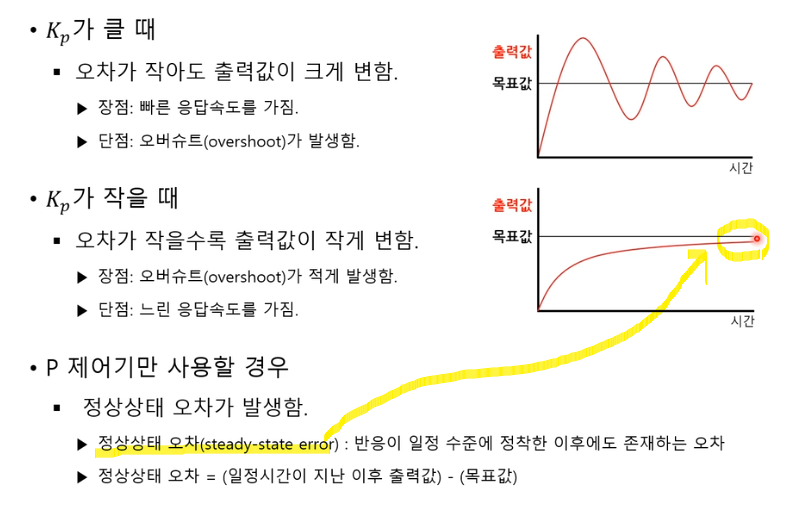 • Kp가 클 때
▪ 오차가 작아도 출력값이 크게 변함.
▶ 장점: 빠른 응답속도를 가짐.
▶ 단점: 오버슈트(overshoot)가 발생함.
출력값
목표값
시간
• Kp가 작을 때
▪ 오차가 작을수록 출력값이 작게 변함.
▶ 장점: 오버슈트(overshoot)가 적게 발생함.
▶ 단점: 느린 응답속도를 가짐.
출력값
목표값
시간
• P 제어기만 사용할 경우
▪ 정상상태 오차가 발생함.
▶ 정상상태 오차(steady-state error) : 반응이 일정 수준에 정착한 이후에도 존재하는 오차
▶ 정상상태 오차 = (일정시간이 지난 이후 출력값) - (목표값)